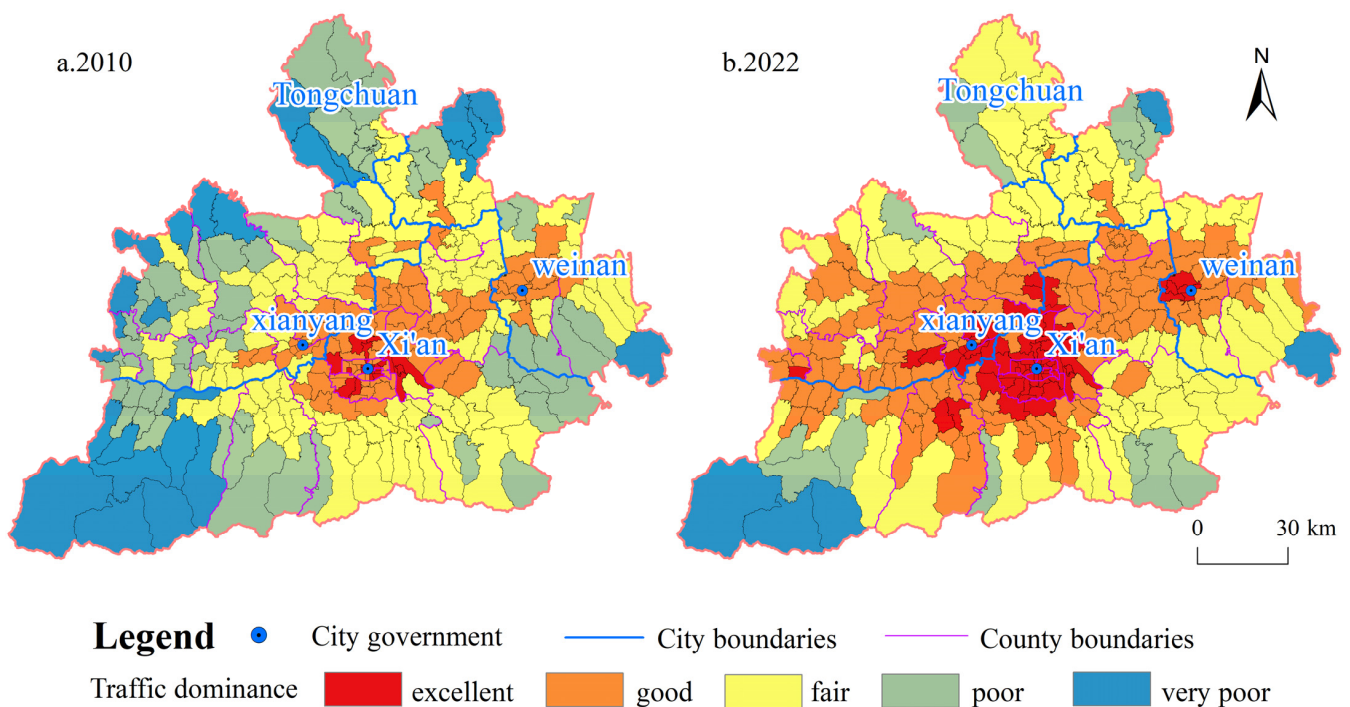 a.2010
b.2022
N
Tongchuan
Tongchuan
weinan
weinan
xianyang
xianyang
Xi'an
Xi'an
0 30 km
Legend City government City boundaries County boundaries
Traffic dominance excellent good fair poor very poor